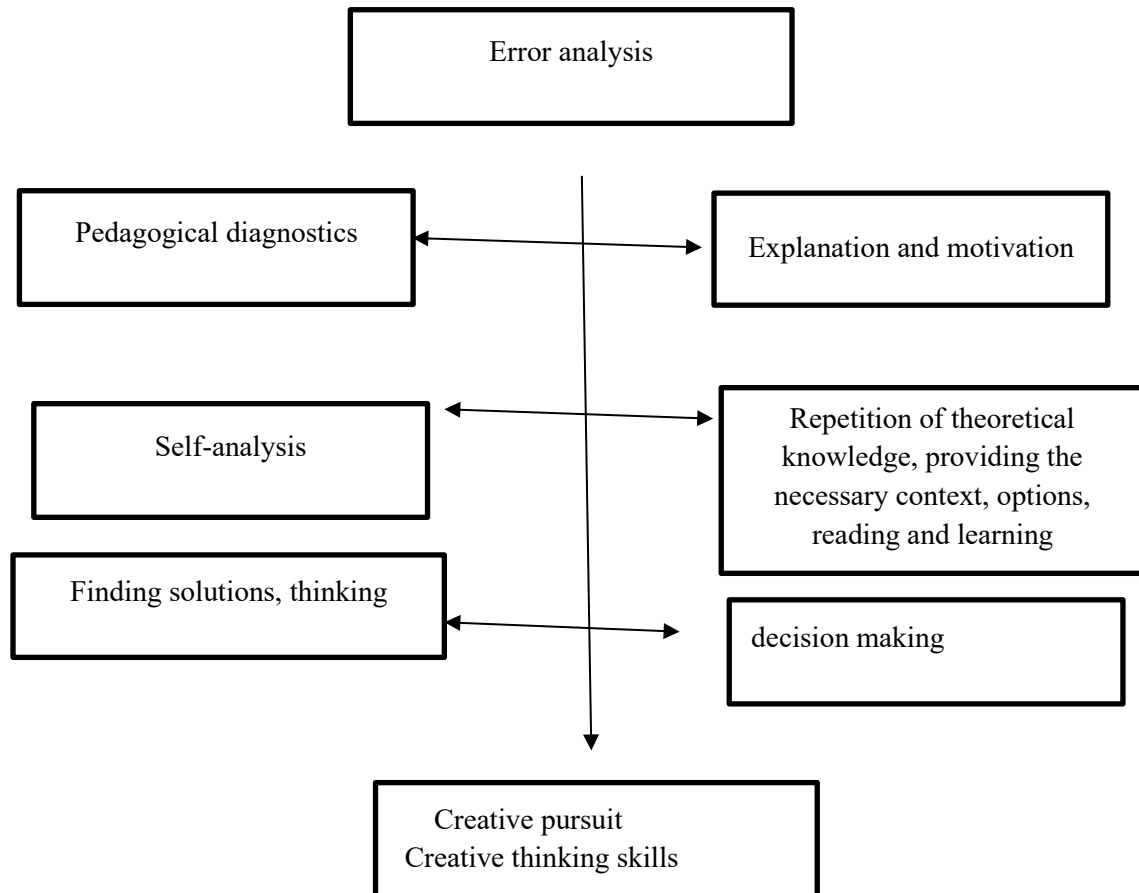 Error analysis
Pedagogical diagnostics
Explanation and motivation
Self-analysis
Repetition of theoretical
knowledge, providing the
necessary context, options,
reading and learning
Finding solutions, thinking
decision making
Creative pursuit
Creative thinking skills